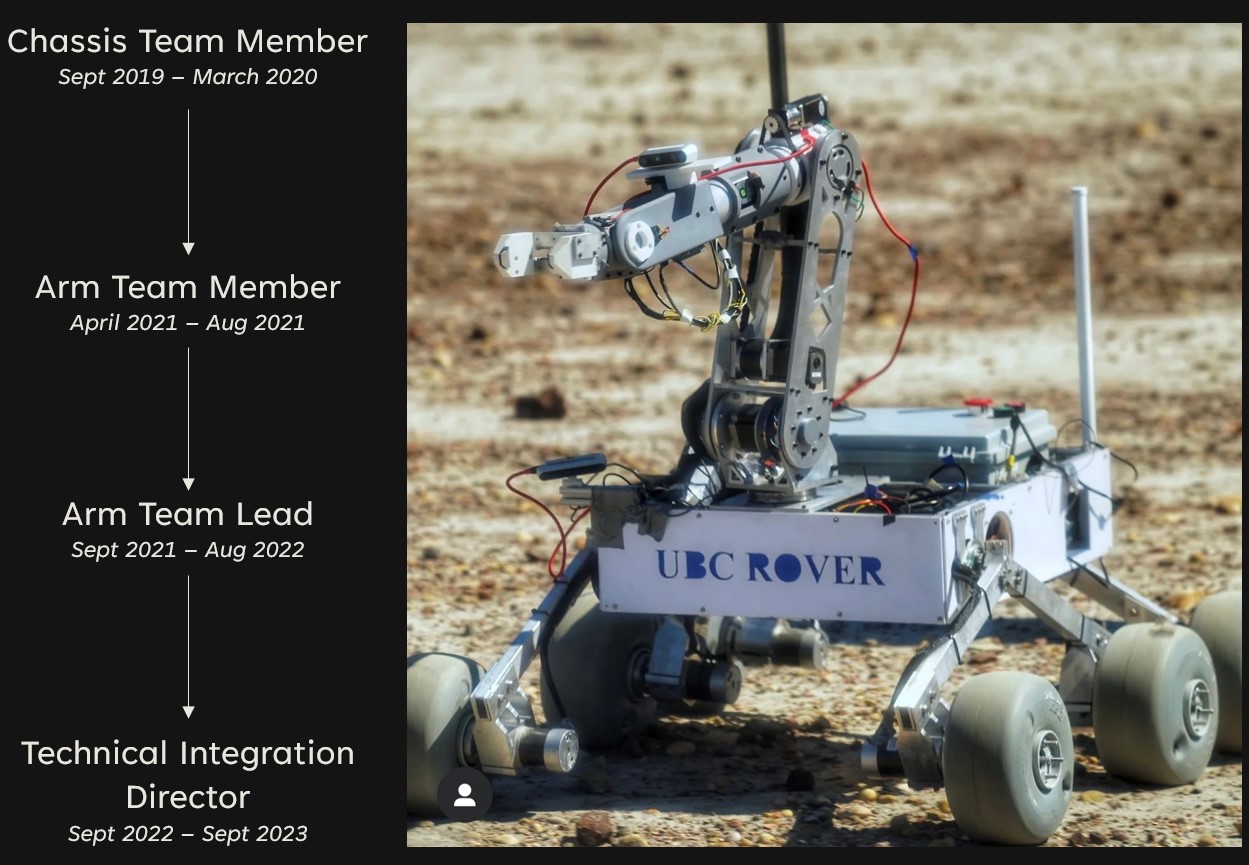 Chassis Team Member
Sept 2019 – March 2020
Arm Team Member
April 2021 – Aug 2021
Arm Team Lead
Sept 2021 – Aug 2022
Technical Integration
Director
Sept 2022 – Sept 2023
UBC ROVER